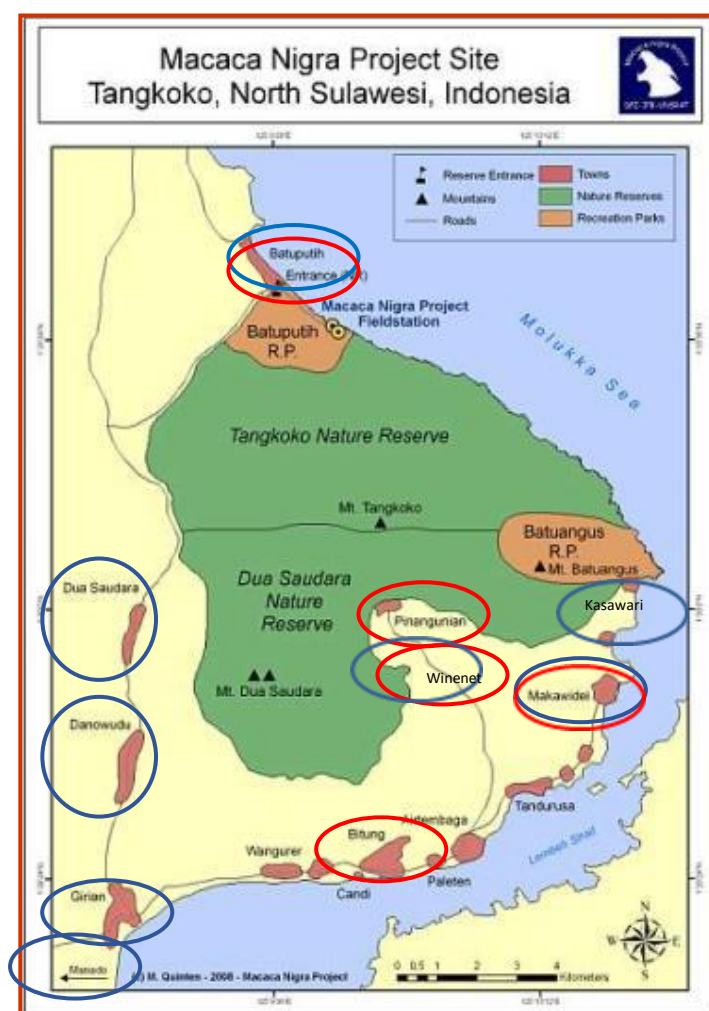 Macaca Nigra Project Site
Tangkoko, North Sulawesi, Indonesia
Reserve Entrance
Mountains
Roads
Towns
Nature Reserves
Recreation Parks
Batuputih
Entrance
Macaca Nigra Project
Fieldstation
Batuputih
R.P.
Molukka Sea
Tangkoko Nature Reserve
Mt. Tangkoko
Batuangus
R.P.
Mt. Batuangus
Dua Saudara
Dua Saudara
Nature
Reserve
Kasawari
Pinangunian
Winenet
Mt. Dua Saudara
Makawidei
Danowudu
Tandurusa
Airtembaga
Bitung
Wangurer
Lembeh Strait
Paleten
Candi
Girian
N
W
E
S
Manado
(c) M. Quintes - 2008 - Macaca Nigra Project
0 0.5 1 2 3 4
Kilometers